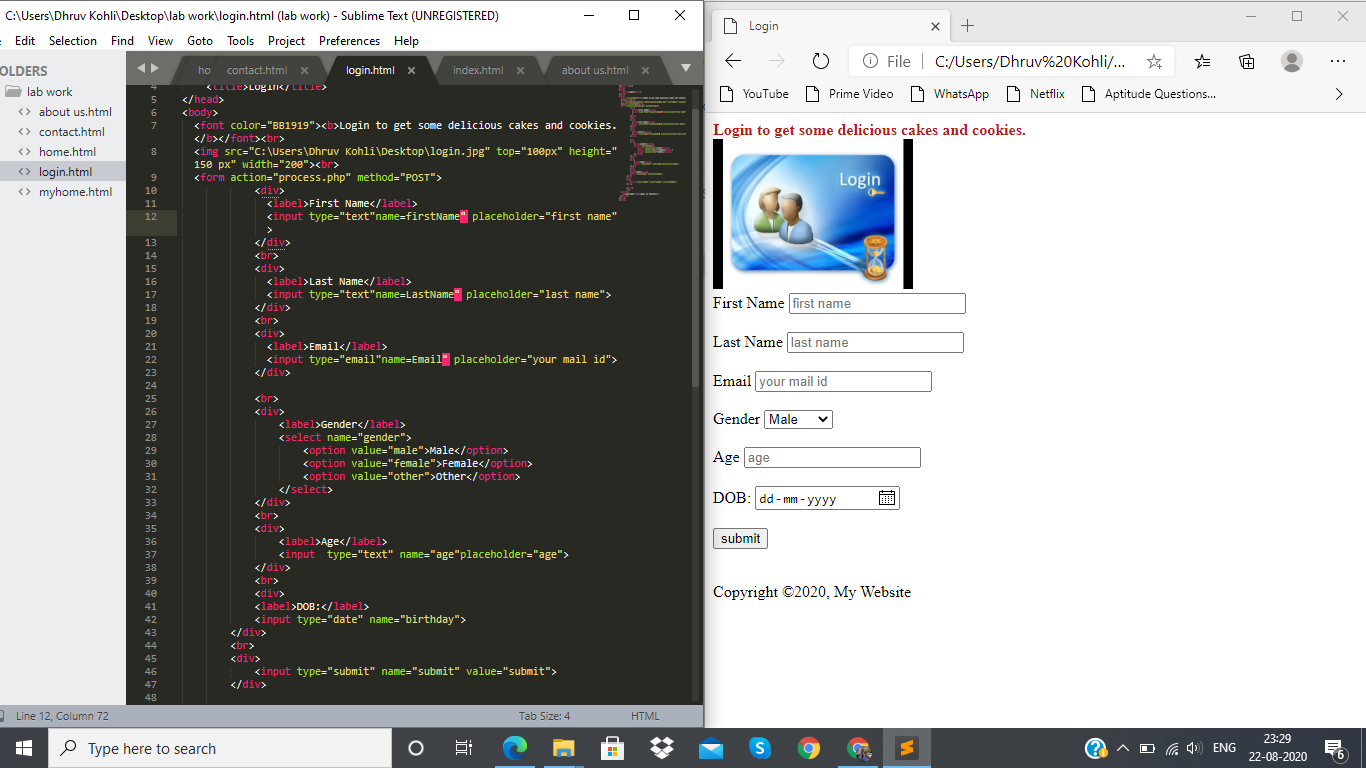 C:\Users\Dhruv Kohli\Desktop\lab work\login.html (lab work) - Sublime Text (UNREGISTERED)
Edit Selection Find View Goto Tools Project Preferences Help
OLDERS
lab work
about us.html
contact.html
home.html
login.html
myhome.html
ho contact.html login.html index.html about us.html
4 <title>Login</title>
5 </head>
6 <body>
7 <font color="BB1919"><b>Login to get some delicious cakes and cookies.
</b></font><br>
8 <img src="C:\Users\Dhruv Kohli\Desktop\login.jpg" top="100px" height="
150 px" width="200"><br>
9 <form action="process.php" method="POST">
10 <div>
11 <label>First Name</label>
12 <input type="text"name=firstName" placeholder="first name"
>
13 </div>
14 <br>
15 <div>
16 <label>Last Name</label>
17 <input type="text"name=LastName" placeholder="last name">
18 </div>
19 <br>
20 <div>
21 <label>Email</label>
22 <input type="email"name=Email" placeholder="your mail id">
23 </div>
24
25 <br>
26 <div>
27 <label>Gender</label>
28 <select name="gender">
29 <option value="male">Male</option>
30 <option value="female">Female</option>
31 <option value="other">Other</option>
32 </select>
33 </div>
34 <br>
35 <div>
36 <label>Age</label>
37 <input  type="text" name="age"placeholder="age">
38 </div>
39 <br>
40 <div>
41 <label>DOB:</label>
42 <input type="date" name="birthday">
43 </div>
44 <br>
45 <div>
46 <input type="submit" name="submit" value="submit">
47 </div>
48
Line 12, Column 72 Tab Size: 4 HTML
Login
File C:/Users/Dhruv%20Kohli/...
YouTube Prime Video WhatsApp Netflix Aptitude Questions...
Login to get some delicious cakes and cookies.
Login
First Name first name
Last Name last name
Email your mail id
Gender Male
Age age
DOB: dd-mm-yyyy
submit
Copyright ©2020, My Website
Type here to search
ENG
23:29
22-08-2020
6